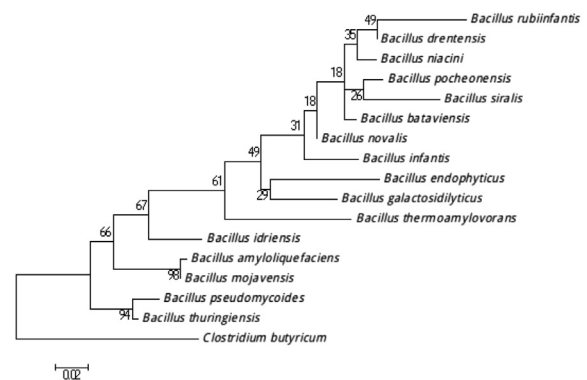 49 Bacillus rubiinfantis
35 Bacillus drentensis
Bacillus niacini
18 Bacillus pocheonensis
26 Bacillus siralis
18 Bacillus bataviensis
31 Bacillus novalis
Bacillus infantis
49 Bacillus endophyticus
61 29 Bacillus galactosidilyticus
67 Bacillus thermoamylovorans
66 Bacillus idriensis
Bacillus amyloliquefaciens
98 Bacillus mojavensis
Bacillus pseudomycoides
94 Bacillus thuringiensis
Clostridium butyricum
0.02